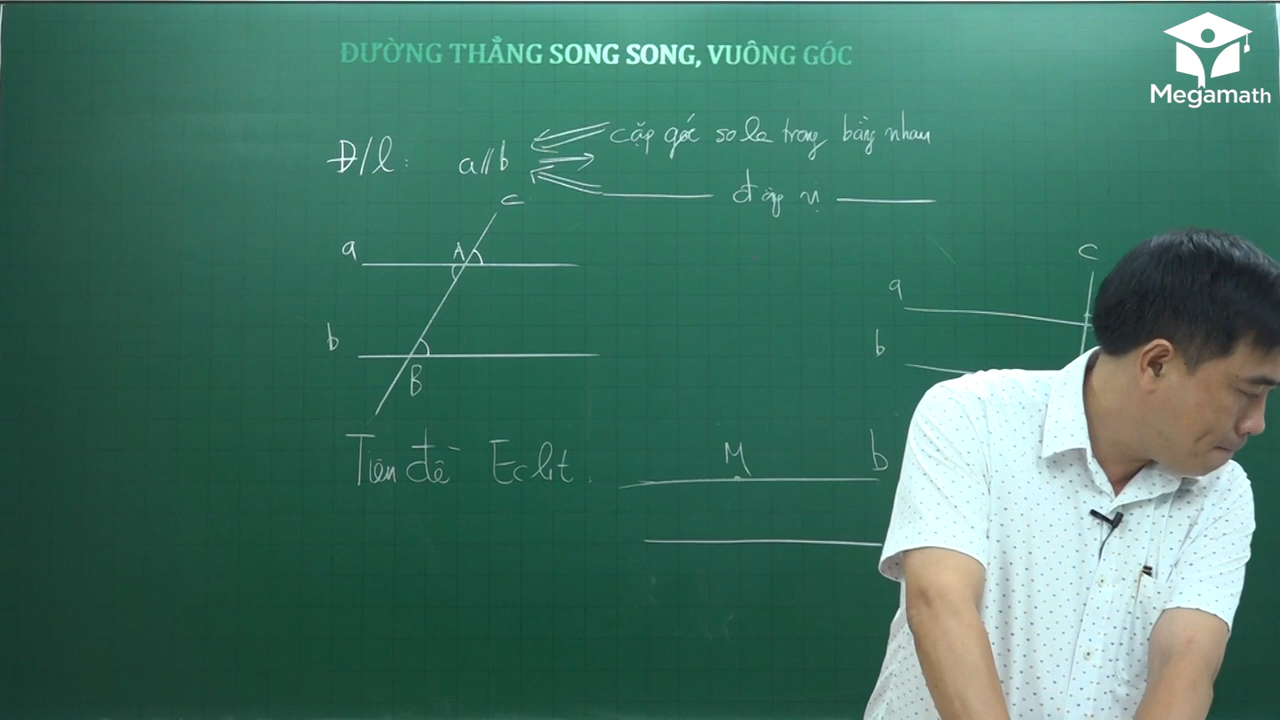 ĐƯỜNG THẲNG SONG SONG, VUÔNG GÓC
Megamath
cặp góc so le trong bằng nhau
Đ/l: a//b
đồng vị
c
a A
b
B
c
a
b
Tiên đề Eclit.
M b